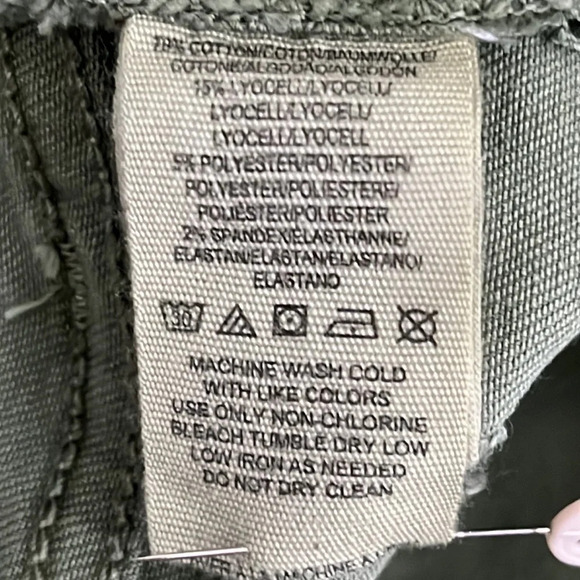 78% COTTON/COTON/BAUMWOLLE/
COTONE/ALGODÃO/ALGODÓN
15% LYOCELL/LYOCELL/
LYOCELL/LYOCELL/
LYOCELL/LYOCELL
5% POLYESTER/POLYESTER/
POLYESTER/POLIESTERE/
POLIÉSTER/POLIESTER
2% SPANDEX/ELASTHANNE/
ELASTAN/ELASTAN/ELASTANO/
ELASTANO
30
MACHINE WASH COLD
WITH LIKE COLORS
USE ONLY NON-CHLORINE
BLEACH TUMBLE DRY LOW
LOW IRON AS NEEDED
DO NOT DRY CLEAN
MACHINE